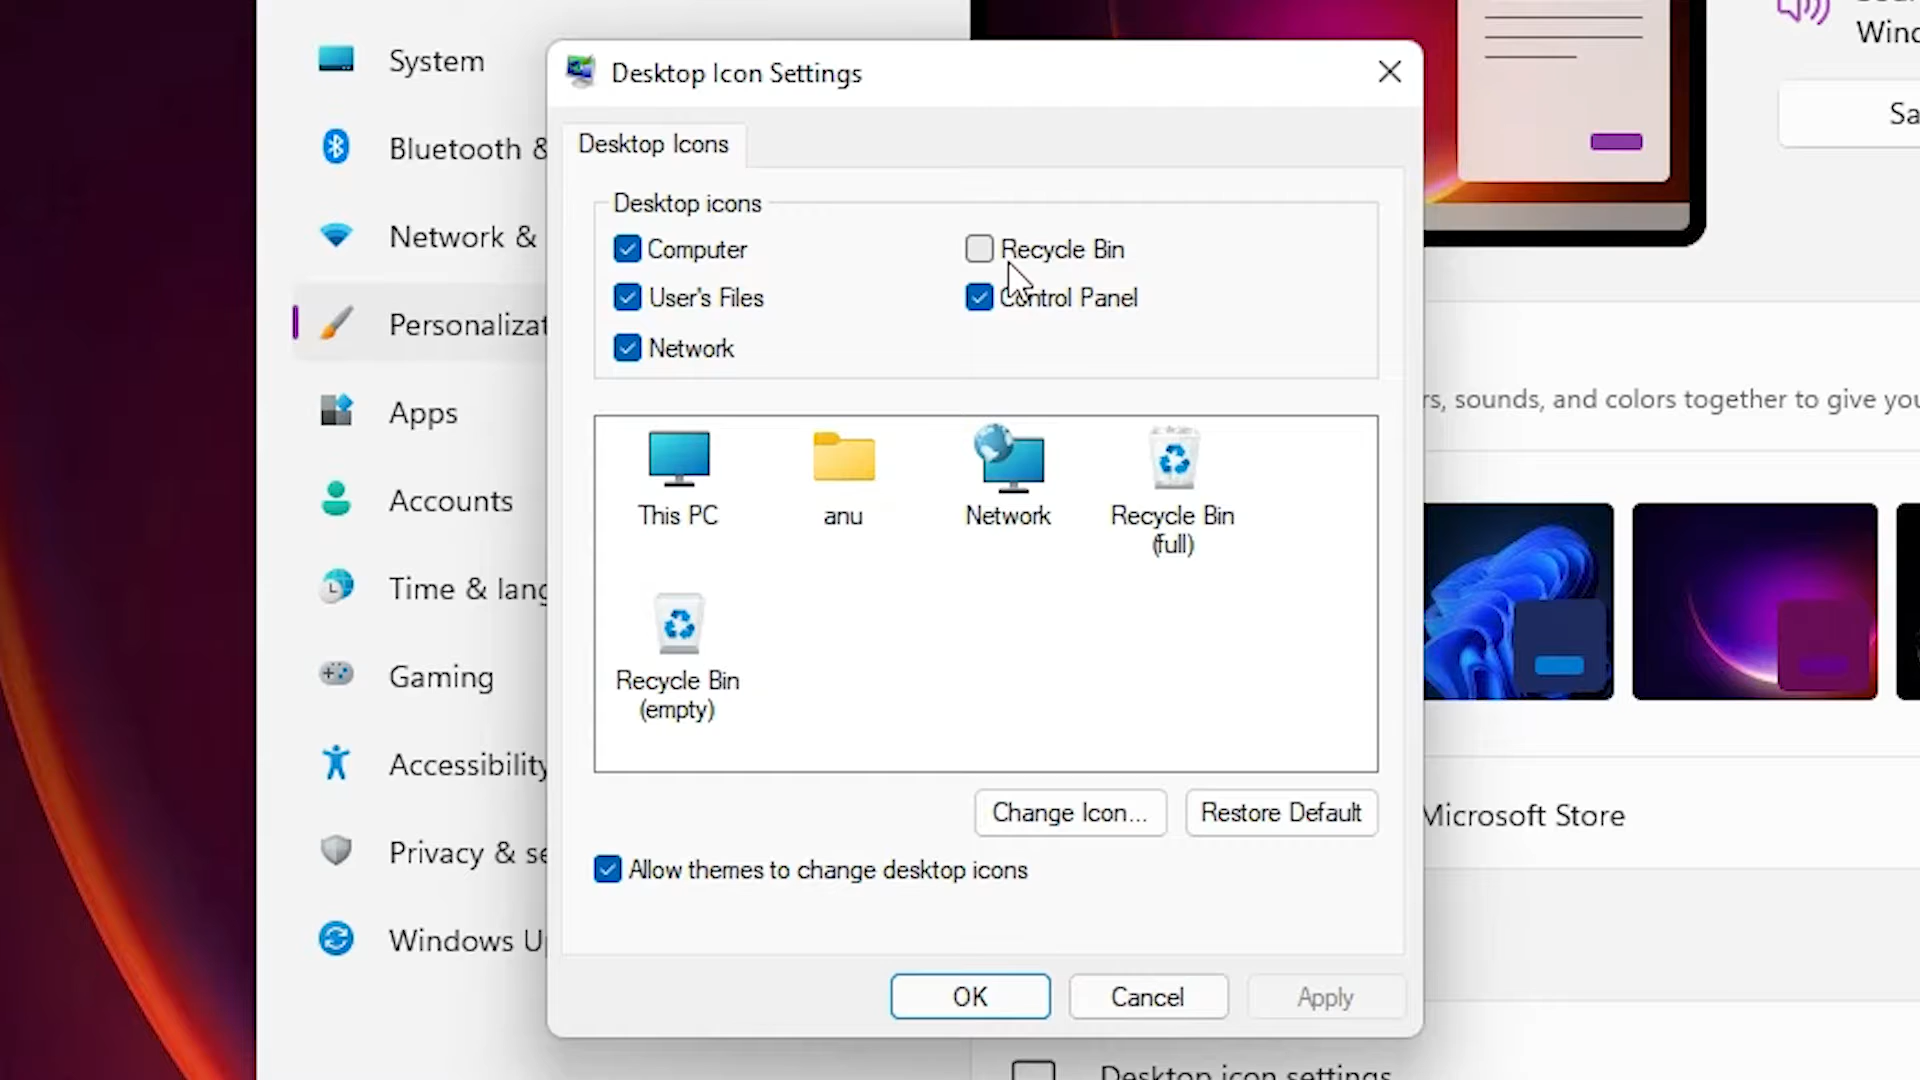 System
Bluetooth &
Network &
Personalizat
Apps
Accounts
Time & lang
Gaming
Accessibility
Privacy & se
Windows Up
Desktop Icon Settings
Desktop Icons
Desktop icons
Computer
Recycle Bin
User's Files
Control Panel
Network
This PC
anu
Network
Recycle Bin
(full)
Recycle Bin
(empty)
Change Icon...
Restore Default
Allow themes to change desktop icons
OK
Cancel
Apply
Wind
Sa
rs, sounds, and colors together to give you
Microsoft Store
Desktop icon settings